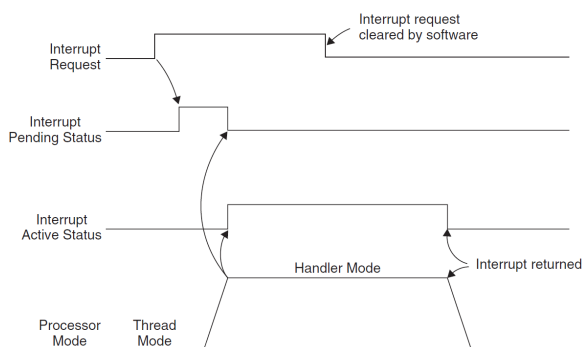 Interrupt request
cleared by software
Interrupt
Request
Interrupt
Pending Status
Interrupt
Active Status
Handler Mode
Interrupt returned
Processor
Mode
Thread
Mode